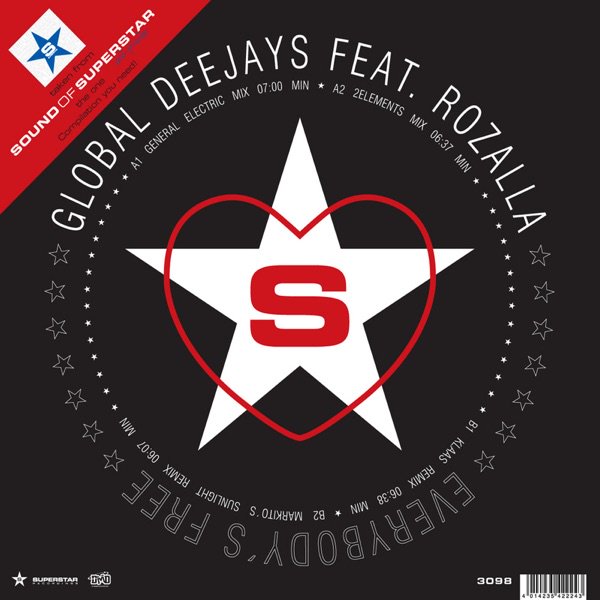 S
taken from
SOUND OF SUPERSTAR
the one
Compilation you need!
GLOBAL DEEJAYS FEAT. ROZALLA
A1 GENERAL ELECTRIC MIX 07:00 MIN ★ A2 2ELEMENTS MIX 06:37 MIN
S
B1 KLAAS REMIX 06:38 MIN ★ B2 MARKITO´S SUNLIGHT REMIX 06:07 MIN
EVERYBODY´S FREE
SUPERSTAR
RECORDINGS
3098
4 014235 422243